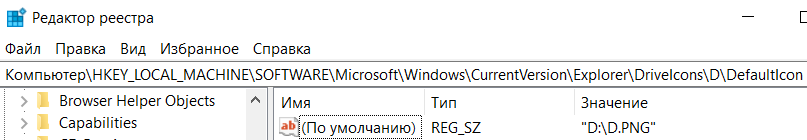 Редактор реестра
Файл Правка Вид Избранное Справка
Компьютер\HKEY_LOCAL_MACHINE\SOFTWARE\Microsoft\Windows\CurrentVersion\Explorer\DriveIcons\D\DefaultIcon
Browser Helper Objects
Capabilities
Имя Тип Значение
ab (По умолчанию) REG_SZ "D:\D.PNG"